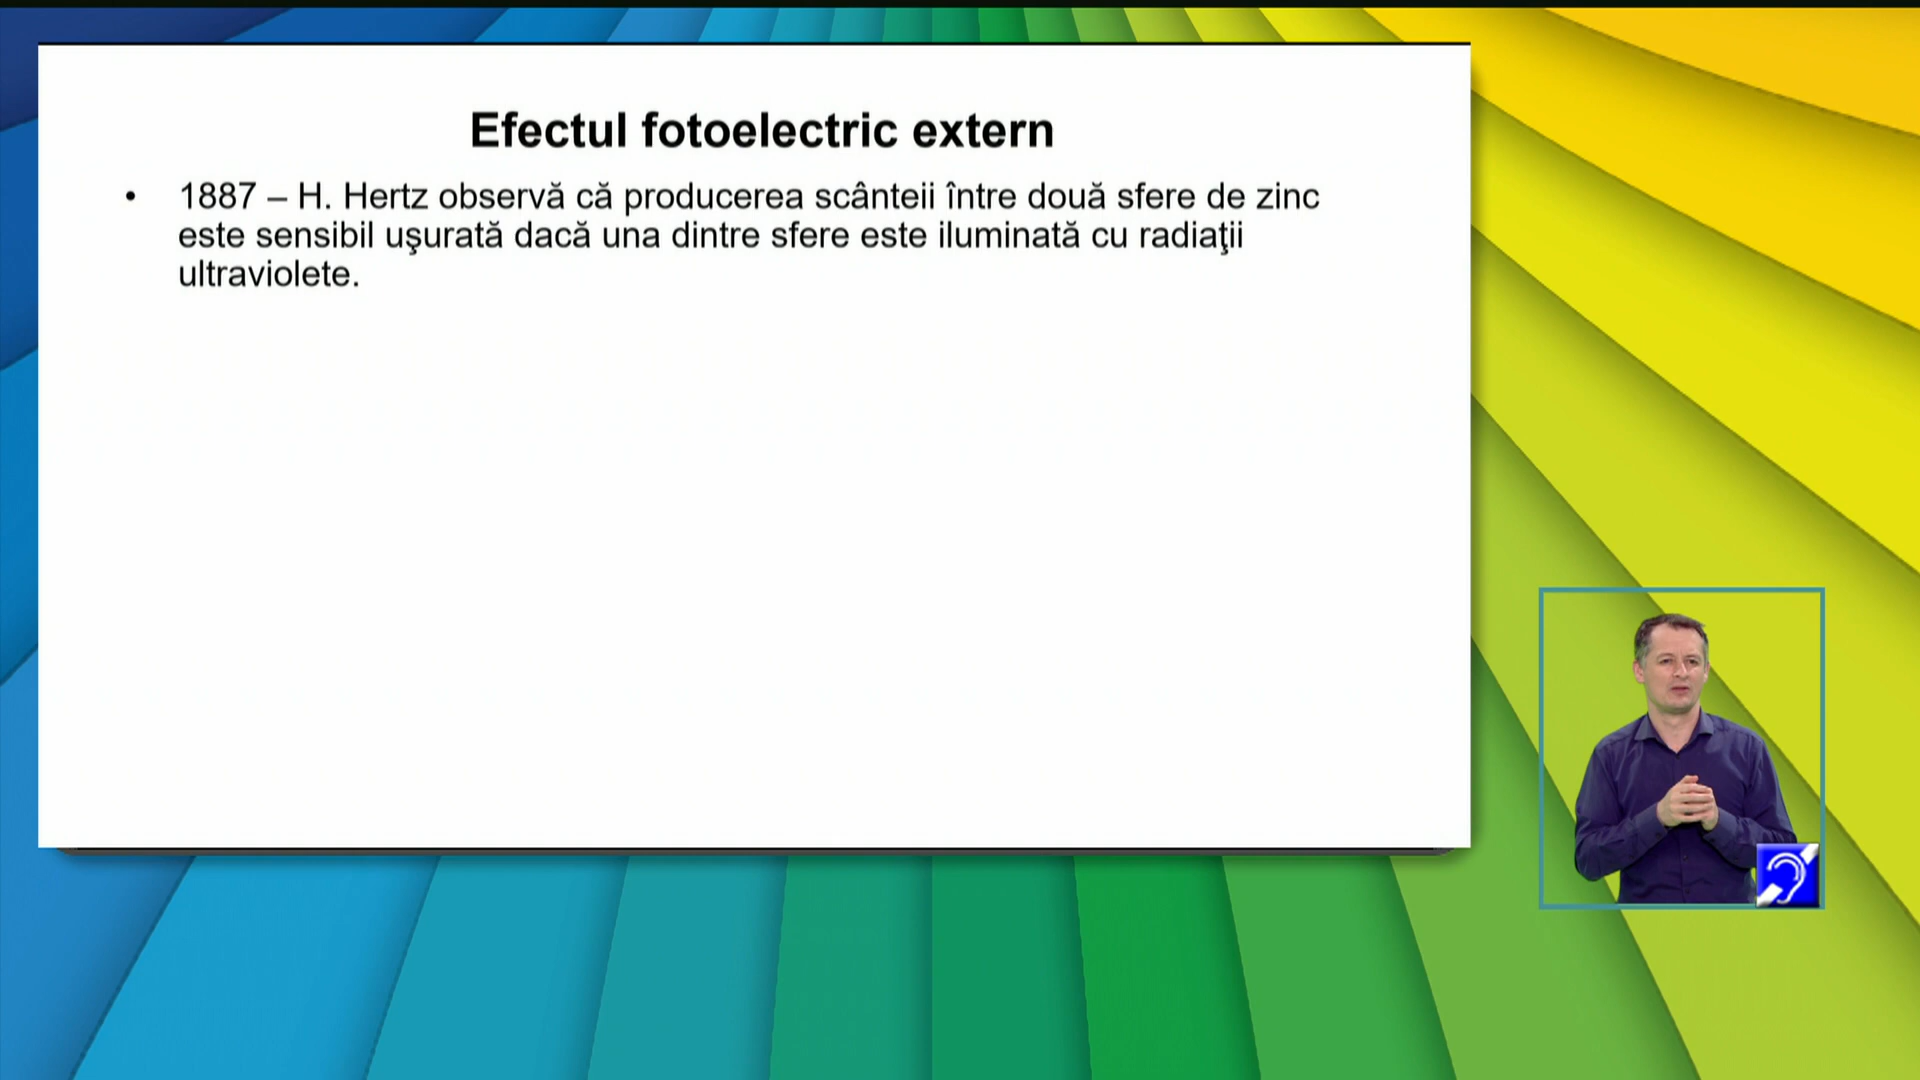 Efectul fotoelectric extern
• 1887 – H. Hertz observă că producerea scânteii între două sfere de zinc
este sensibil uşurată dacă una dintre sfere este iluminată cu radiaţii
ultraviolete.